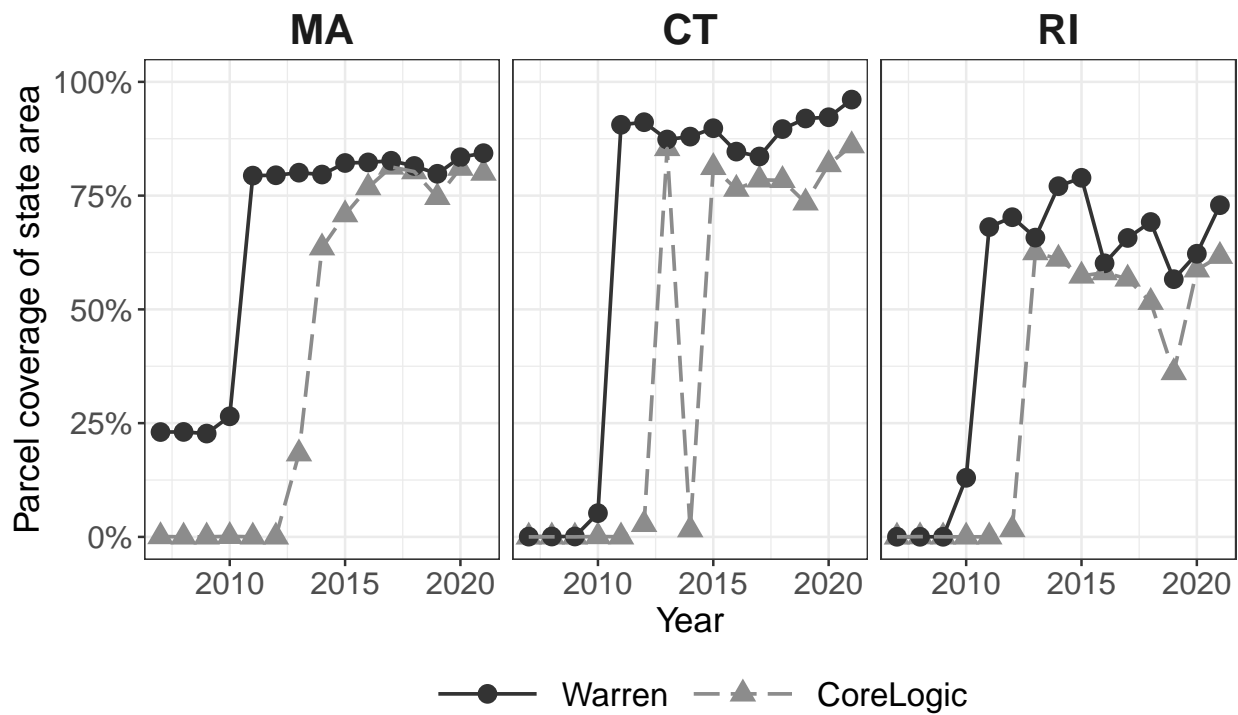 MA CT RI
Parcel coverage of state area
100%
75%
50%
25%
0%
2010 2015 2020 2010 2015 2020 2010 2015 2020
Year
Warren CoreLogic